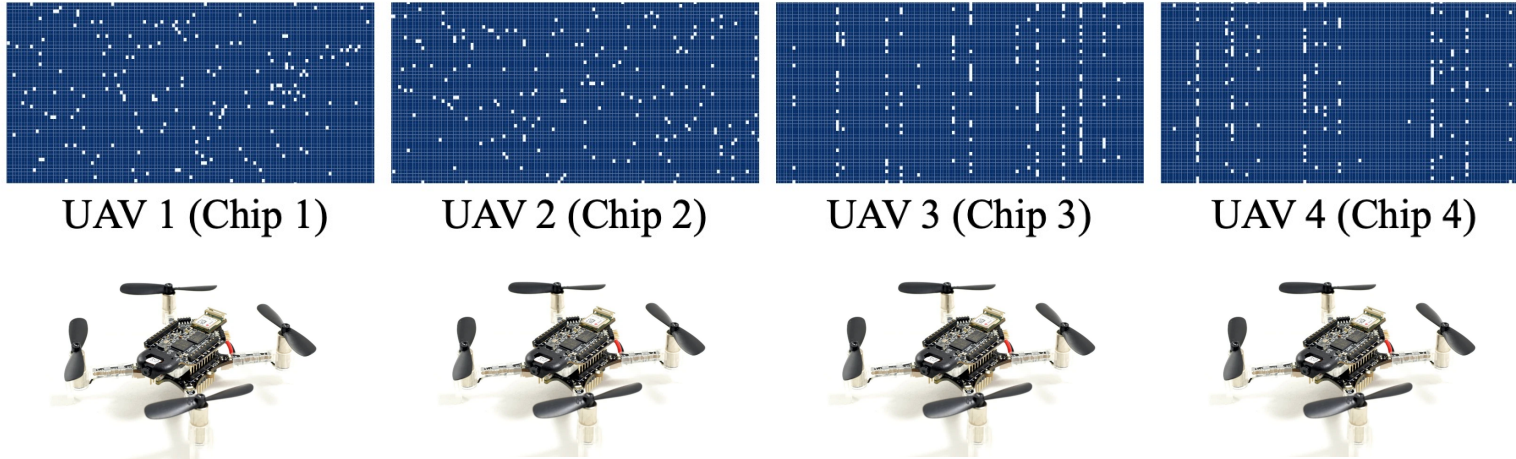 UAV 1 (Chip 1)
UAV 2 (Chip 2)
UAV 3 (Chip 3)
UAV 4 (Chip 4)